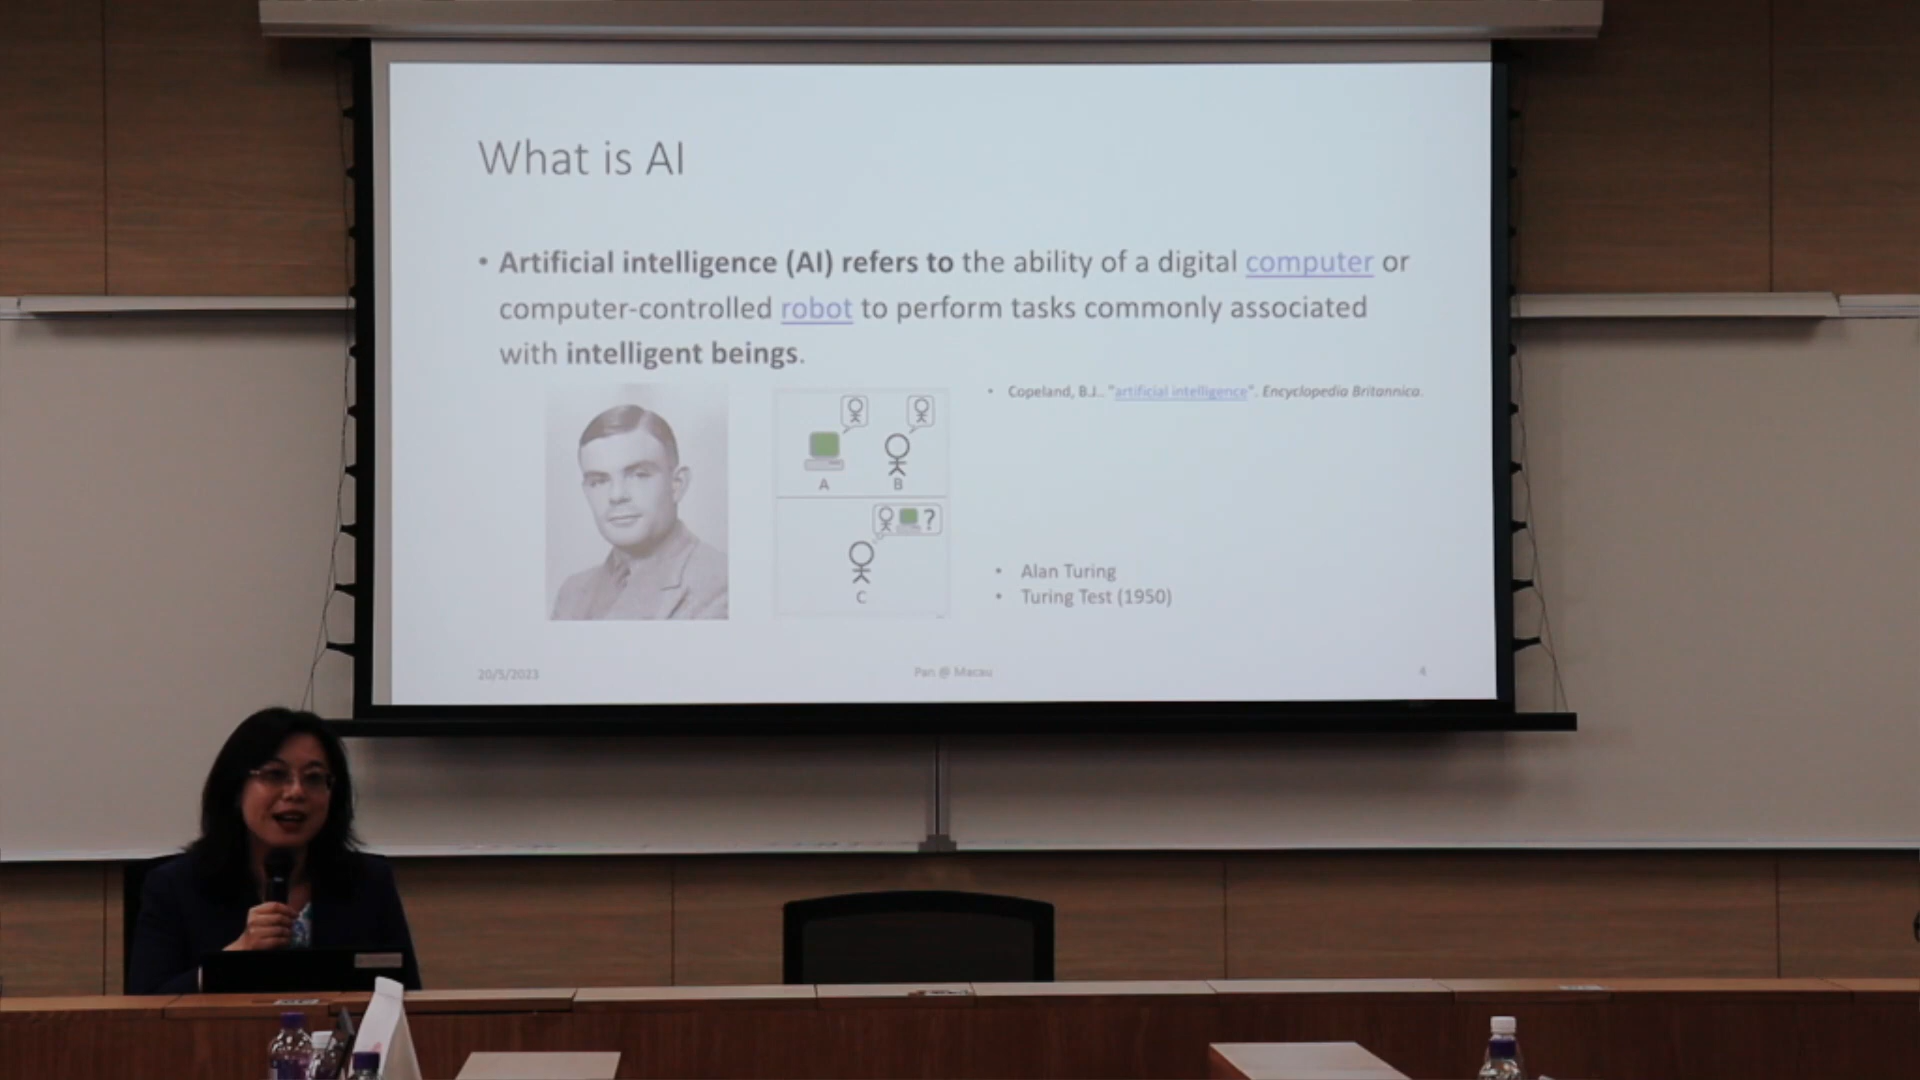 What is AI
• Artificial intelligence (AI) refers to the ability of a digital computer or
computer-controlled robot to perform tasks commonly associated
with intelligent beings.
• Copeland, B.J.. "artificial intelligence". Encyclopedia Britannica.
A
B
?
C
• Alan Turing
• Turing Test (1950)
20/5/2023
Pan @ Macau
4